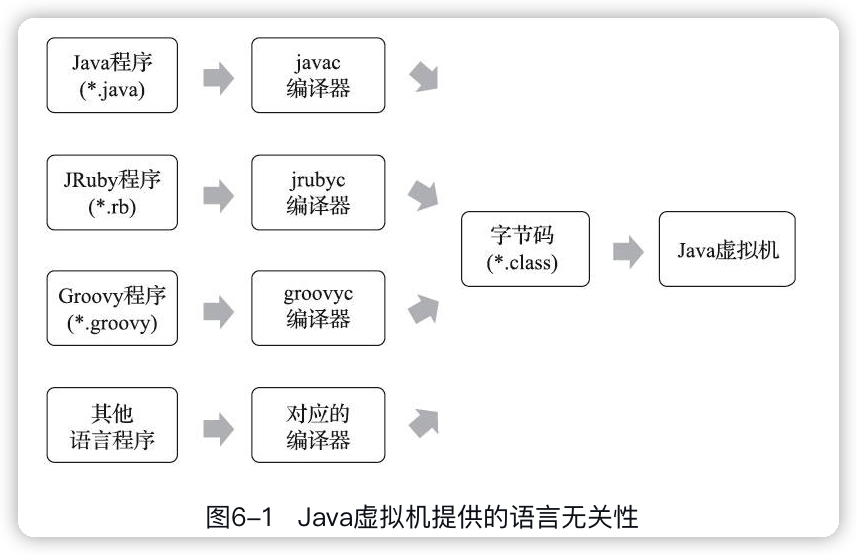 Java程序
(*.java)
javac
编译器
JRuby程序
(*.rb)
jrubyc
编译器
Groovy程序
(*.groovy)
groovyc
编译器
其他
语言程序
对应的
编译器
字节码
(*.class)
Java虚拟机
图6–1 Java虚拟机提供的语言无关性